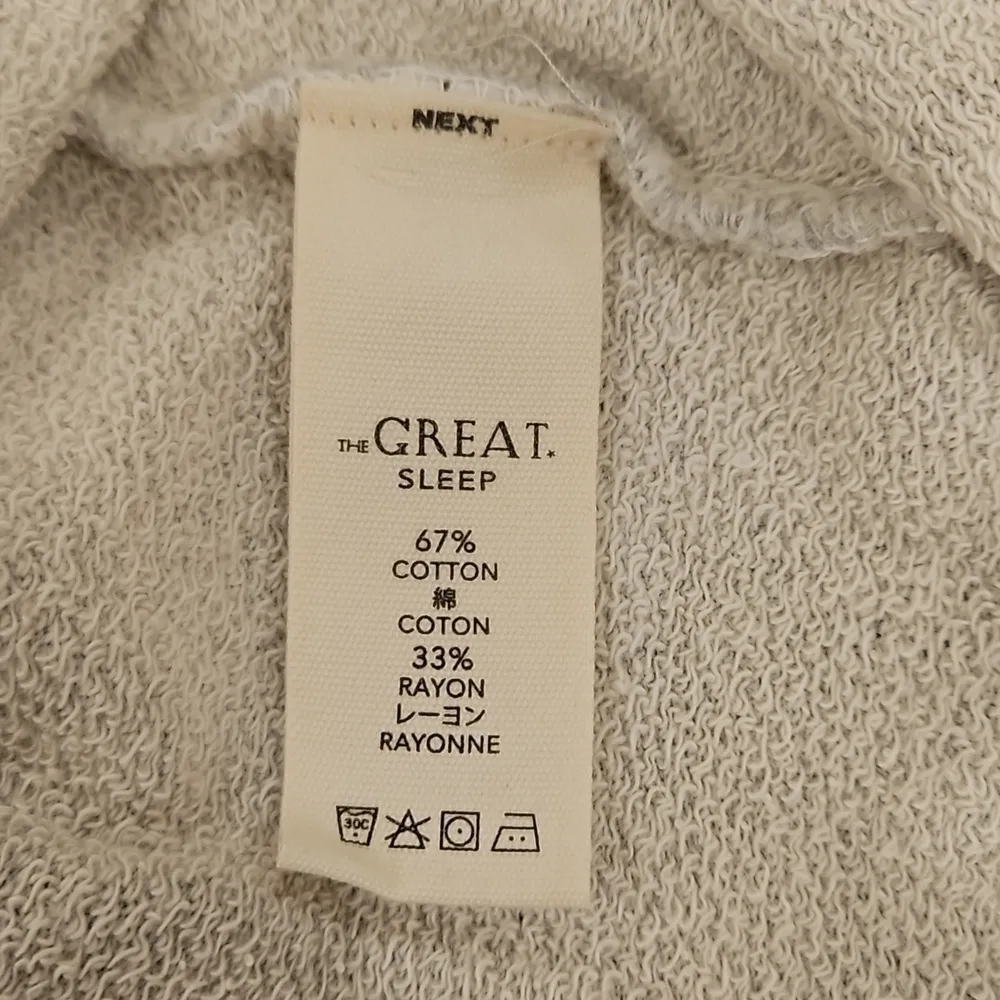 NEXT
THE GREAT.
SLEEP
67%
COTTON
綿
COTON
33%
RAYON
レーヨン
RAYONNE
30C